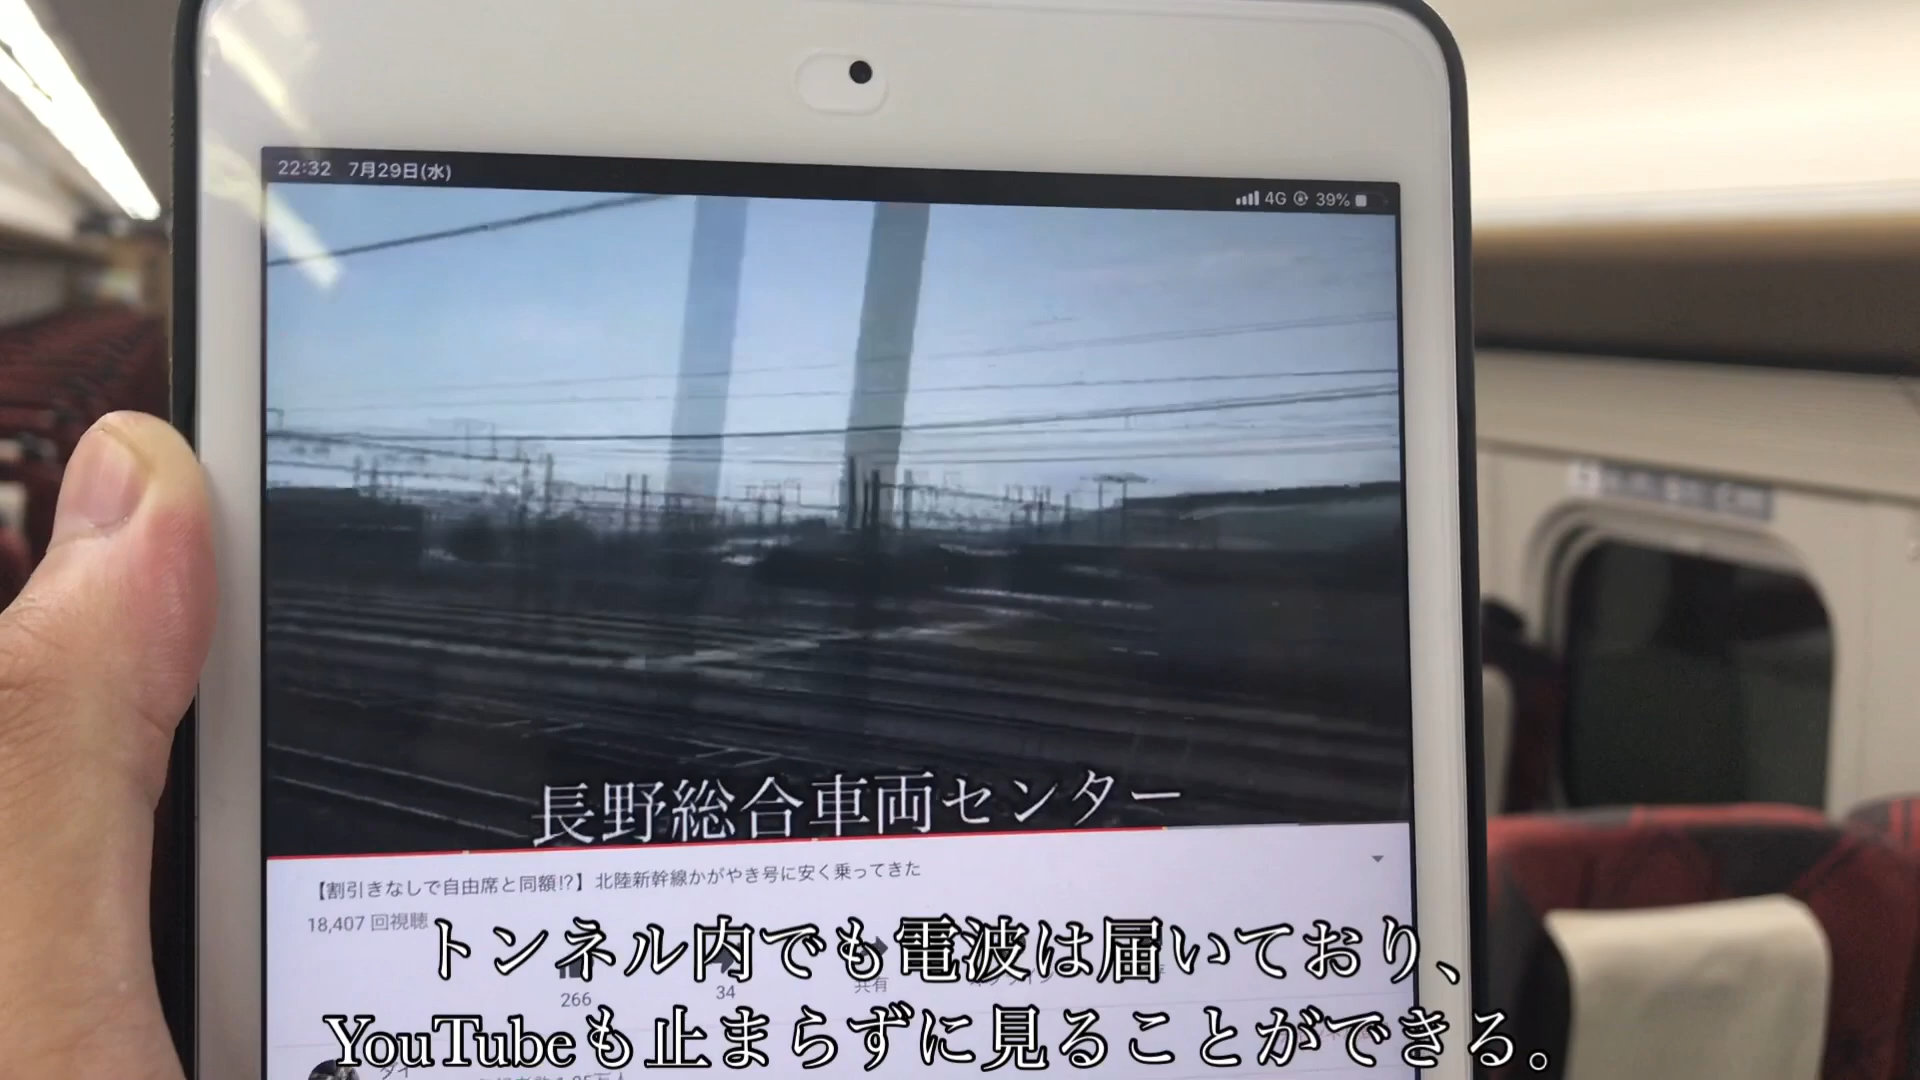 22:32 7月29日(水)
4G 39%
長野総合車両センター
【割引きなしで自由席と同額!?】北陸新幹線かがやき号に安く乗ってきた
18,407 回視聴
トンネル内でも電波は届いており、
266
34
共有
YouTubeも止まらずに見ることができる。